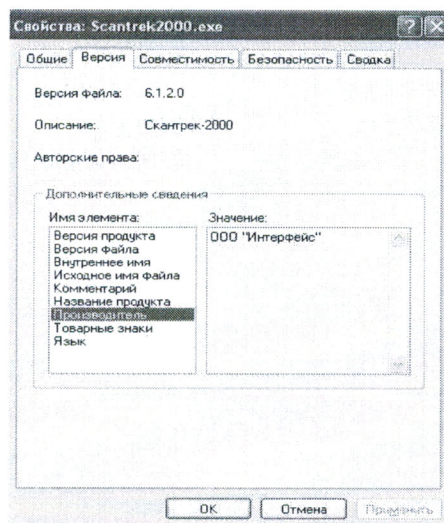 Свойства: Scantrek2000.exe
Общие Версия Совместимость Безопасность Сводка
Версия файла: 6.1.2.0
Описание: Скантрек-2000
Авторские права:
Дополнительные сведения
Имя элемента: Значение:
Версия продукта ООО "Интерфейс"
Версия файла
Внутреннее имя
Исходное имя файла
Комментарий
Название продукта
Производитель
Товарные знаки
Язык
OK Отмена Применить